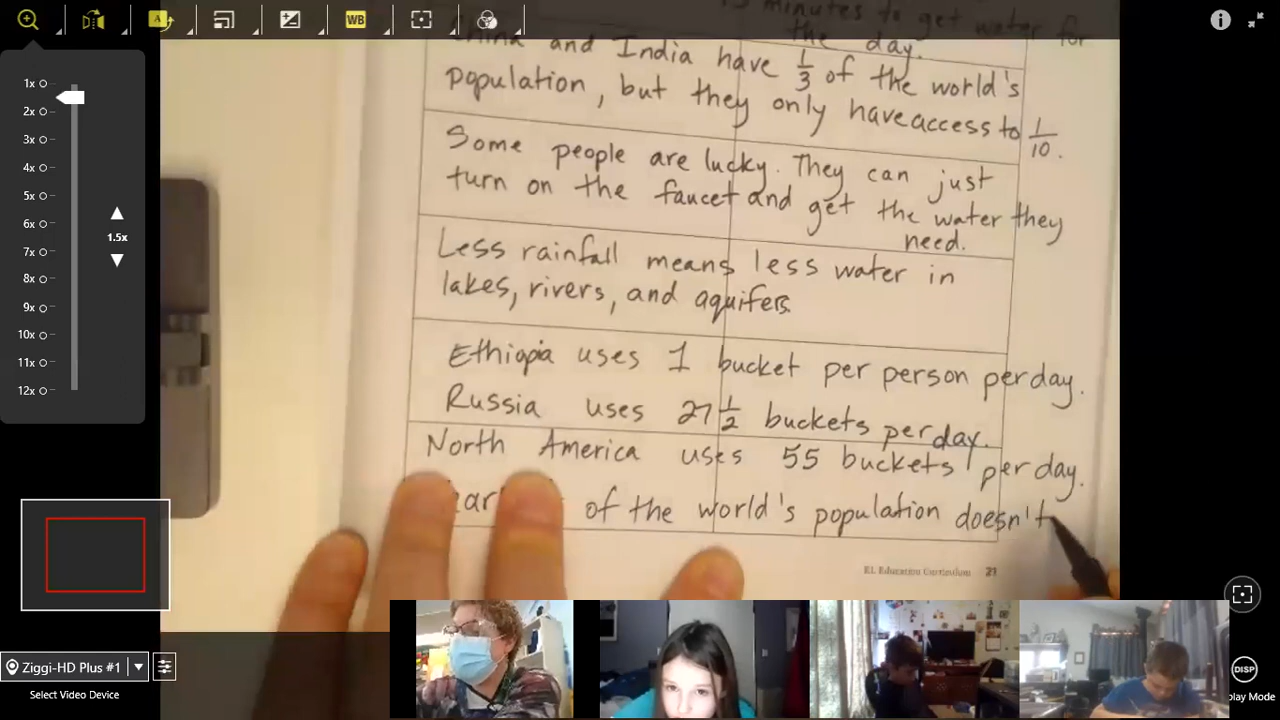 WB
1x
2x
3x
4x
5x
6x
7x
8x
9x
10x
11x
12x
1.5x
minutes to get water for
the day.
China and India have 1/3 of the world's
population, but they only have access to 1/10.
Some people are lucky. They can just
turn on the faucet and get the water they
need.
Less rainfall means less water in
lakes, rivers, and aquifers.
Ethiopia uses 1 bucket per person per day.
Russia uses 27 1/2 buckets per day.
North America uses 55 buckets per day.
of the world's population doesn't
EL Education Curriculum 21
Ziggi-HD Plus #1
Select Video Device
DISP
play Mode